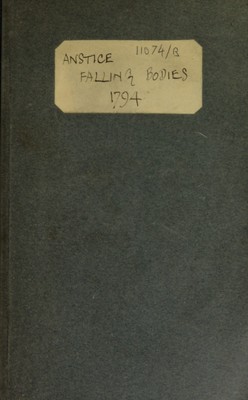 ANSTICE 11074/B
FALLING BODIES
1794